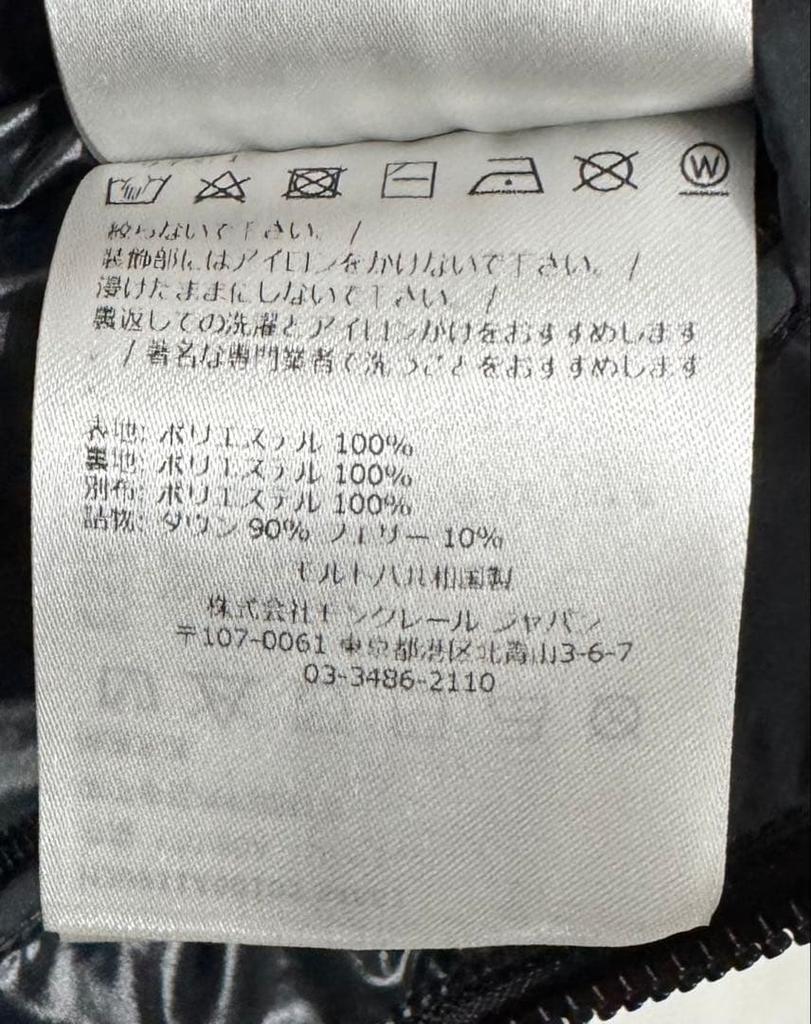 W
絞らないで下さい。 /
装飾部にはアイロンをかけないで下さい。 /
浸けたままにしないで下さい。 /
裏返しての洗濯とアイロンがけをおすすめします
/ 著名な専門業者で洗うことをおすすめします
表地: ポリエステル 100%
裏地: ポリエステル 100%
別布: ポリエステル 100%
詰物: ダウン 90% フェザー 10%
モルドバ共和国製
株式会社モンクレール ジャパン
〒107-0061 東京都港区北青山3-6-7
03-3486-2110